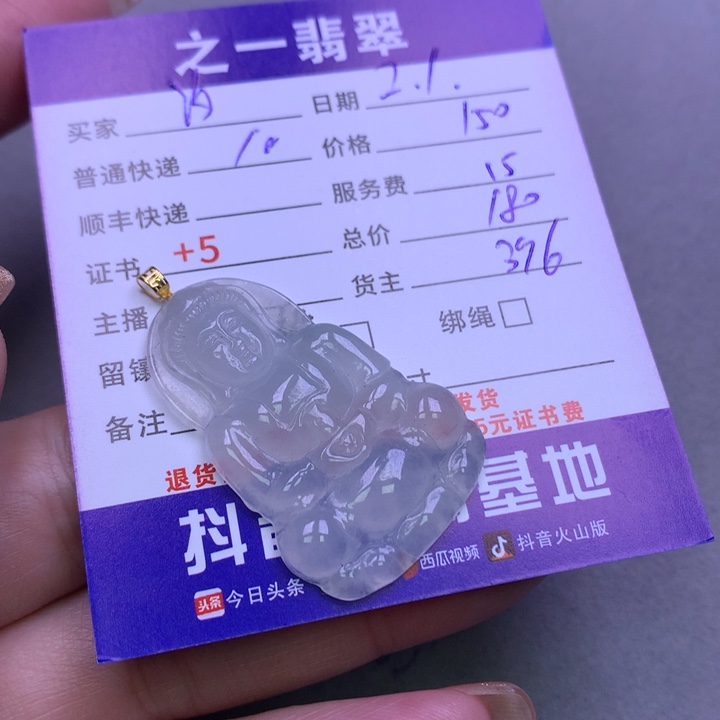 之一翡翠
买家 日期 2.1.
普通快递 10 价格 150
顺丰快递 服务费 15
证书 +5 总价 180
主播 货主 396
留镶 绑绳
备注
发货
退货 5元证书费
抖音 基地
头条 今日头条 西瓜视频 抖音火山版